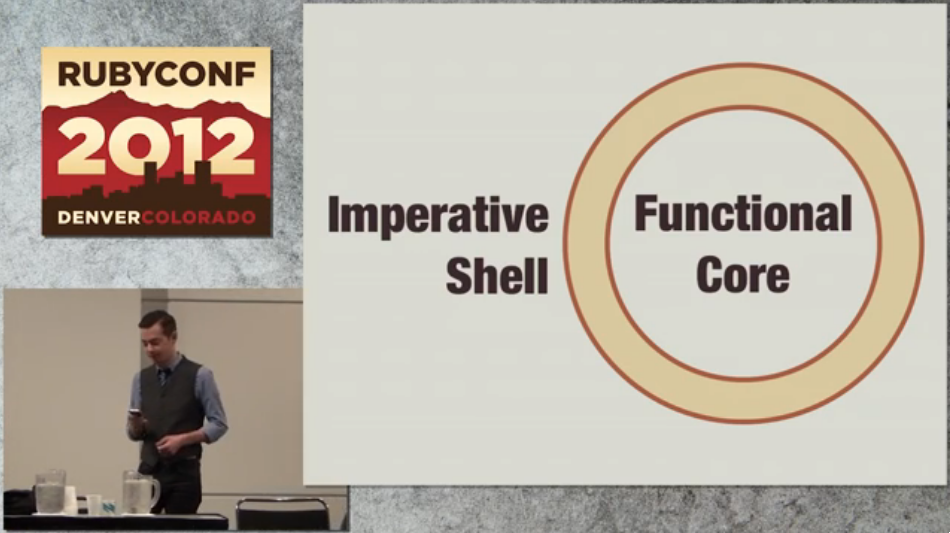 RUBYCONF
2012
DENVERCOLORADO
Imperative
Shell
Functional
Core